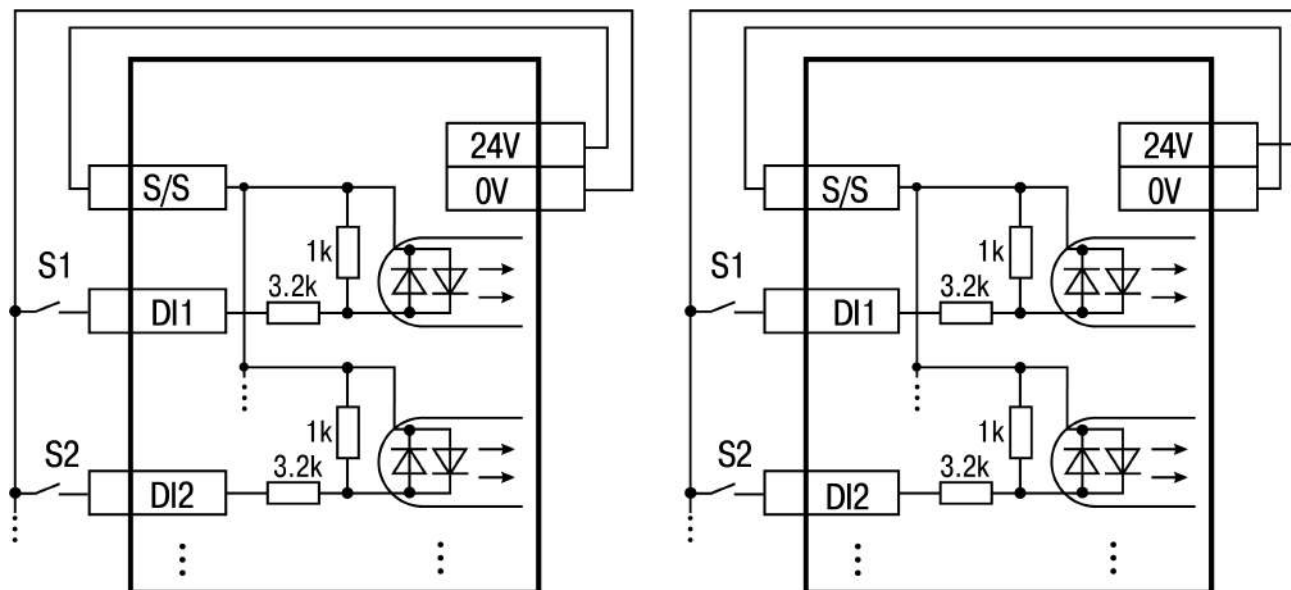 24V
S/S
0V
1k
S1
3.2k
DI1
1k
S2
3.2k
DI2
24V
S/S
0V
1k
S1
3.2k
DI1
1k
S2
3.2k
DI2